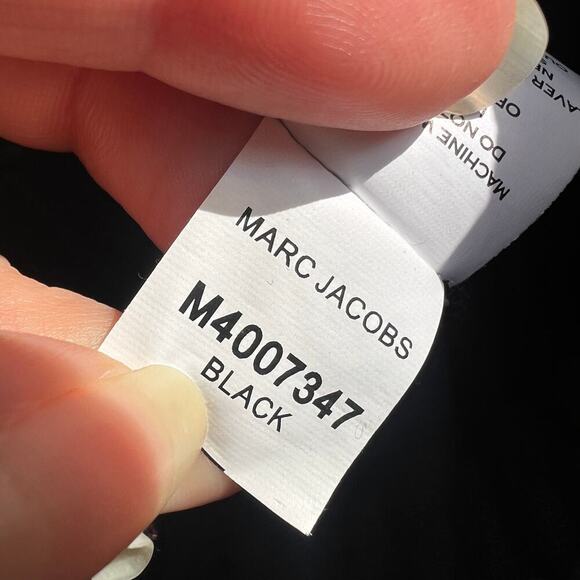 MARC JACOBS
M4007347
BLACK
MACHINE
DO NOT